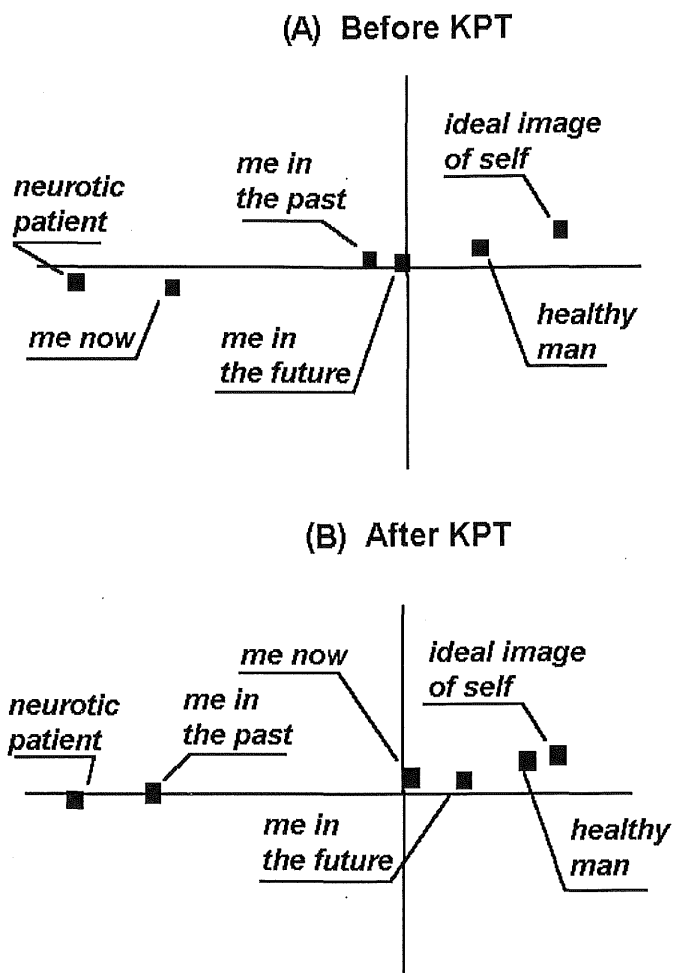 (A) Before KPT
ideal image
of self
me in
the past
neurotic
patient
me now
me in
the future
healthy
man
(B) After KPT
me now
ideal image
of self
neurotic
patient
me in
the past
me in
the future
healthy
man